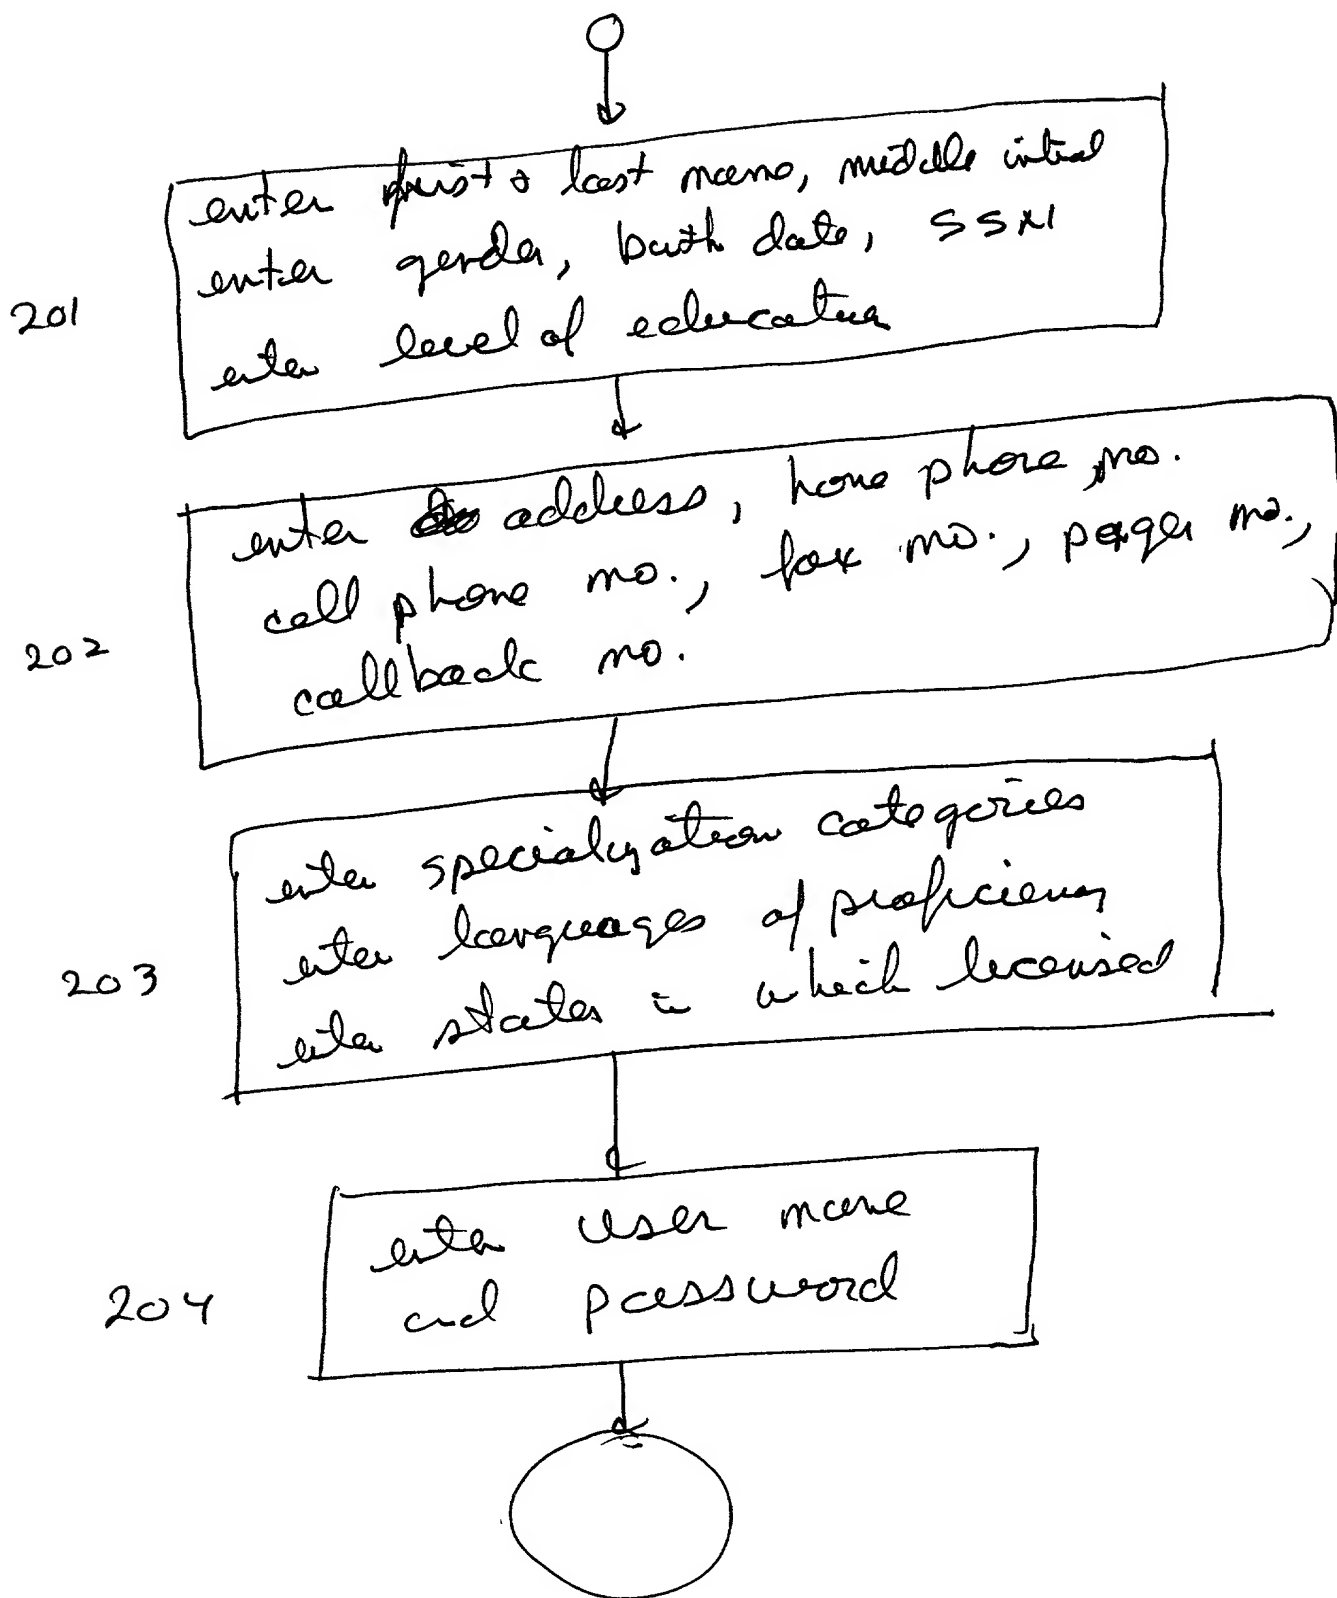 201
enter first & last name, middle initial
enter gender, birth date, SSN
enter level of education
202
enter address, home phone no.
cell phone no., fax no., pager no.,
callback no.
203
enter specialization categories
enter languages of proficiency
enter states in which licensed
204
enter user name
and password